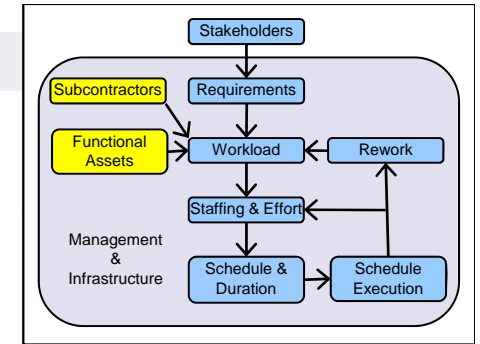 Stakeholders
Subcontractors
Requirements
Functional
Assets
Workload
Rework
Staffing & Effort
Management
&
Infrastructure
Schedule &
Duration
Schedule
Execution